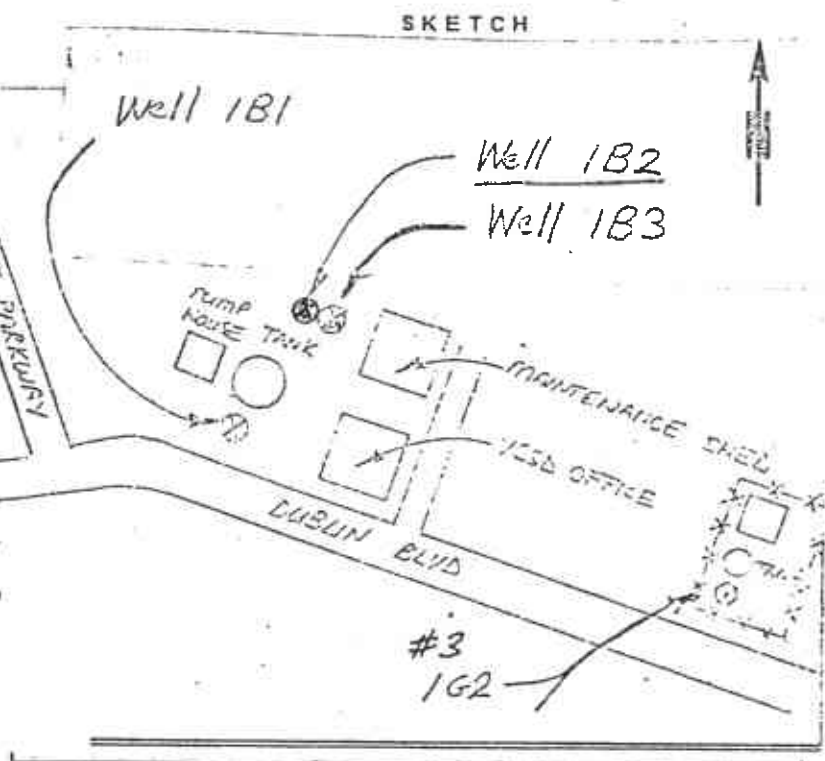 SKETCH
Well 1B1
Well 1B2
Well 1B3
PUMP
HOUSE TANK
PARKWAY
MAINTENANCE SHED
VCSD OFFICE
DUBLIN BLVD
#3
1G2